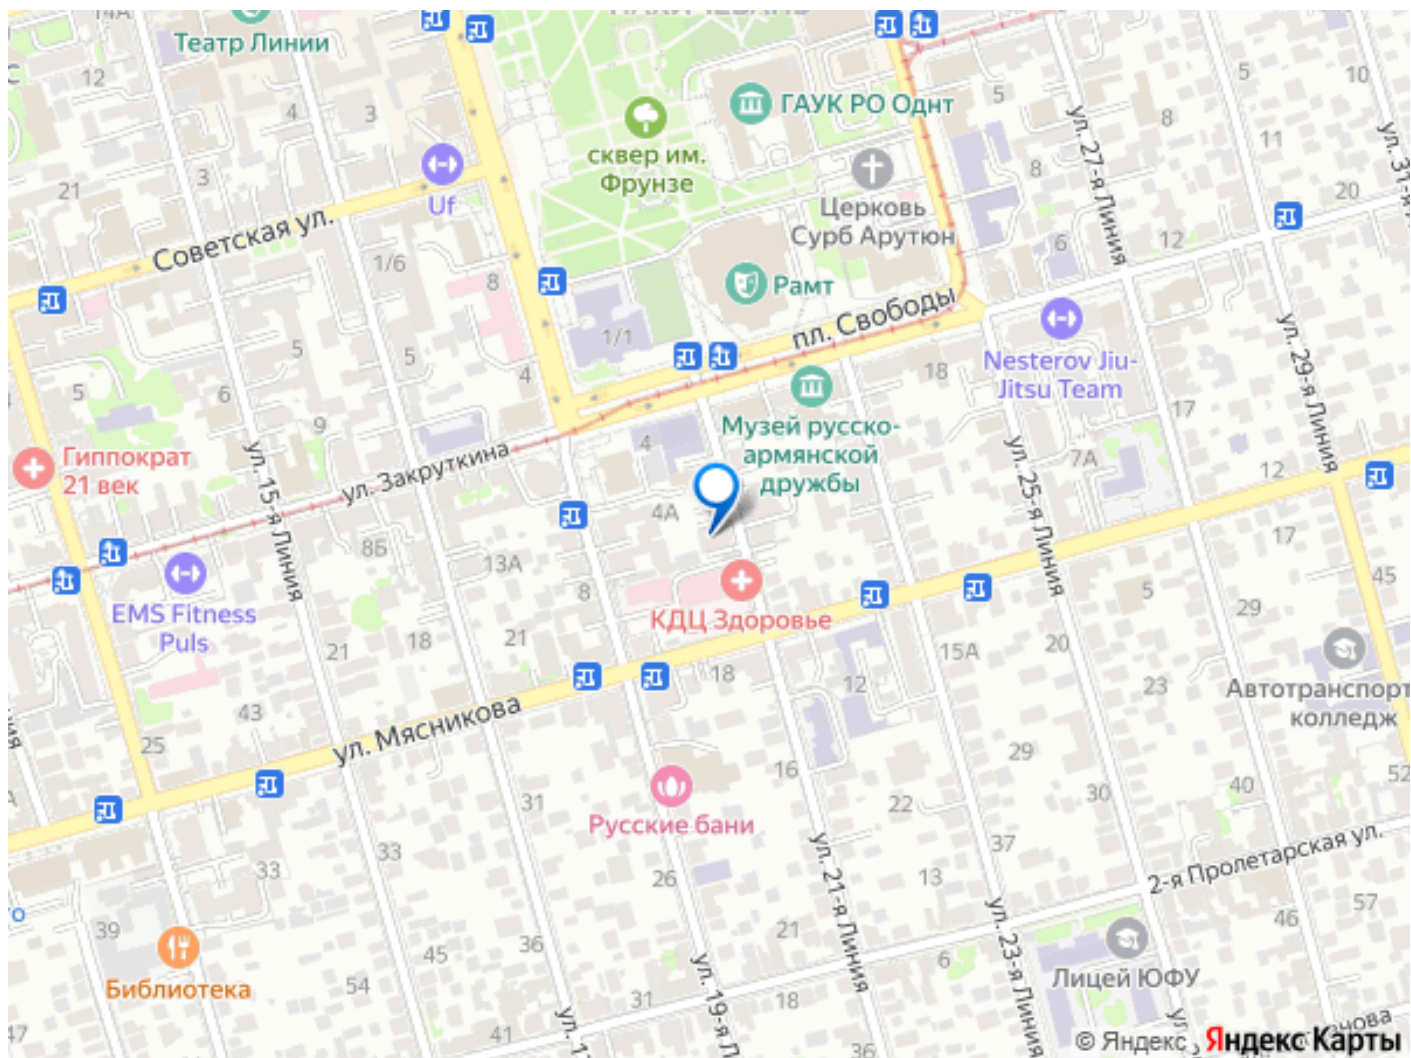 14А
Театр Линии
12
4
3
21
3
Uf
Советская ул.
1/6
8
сквер им.
Фрунзе
ГАУК РО Однт
Церковь
Сурб Арутюн
Рамт
пл. Свободы
1/1
5
8
8
6
12
ул. 27-я Линия
5
11
10
20
Nesterov Jiu-
Jitsu Team
18
17
ул. 29-я Линия
5
6
5
5
9
4
Гиппократ
21 век
ул. 15-я Линия
ул. Закруткина
4
4А
Музей русско-
армянской
дружбы
ул. 25-я Линия
7А
12
17
8Б
13А
8
EMS Fitness
Puls
КДЦ Здоровье
5
29
45
21
18
21
18
12
15А
20
23
Автотранспорт
колледж
43
25
ул. Мясникова
16
22
29
30
40
52
Русские бани
31
33
33
26
13
37
2-я Пролетарская ул.
46
57
39
Библиотека
45
36
54
21
6
ул. 21-я Линия
ул. 23-я Линия
Лицей ЮФУ
ул. 19-я Л
47
41
31
18
36
© Яндекс
Яндекс Карты